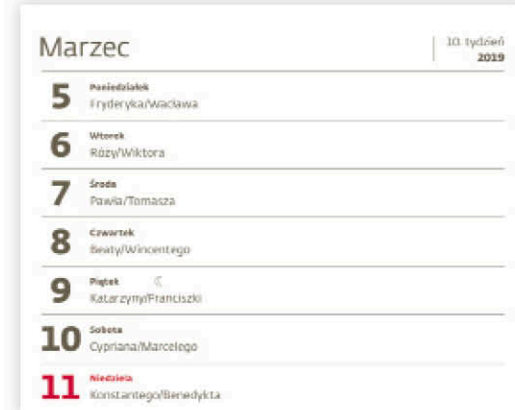 Marzec
10. tydzień
2019
5
Poniedziałek
Fryderyka/Wacława
6
Wtorek
Róży/Wiktora
7
Środa
Pawła/Tomasza
8
Czwartek
Beaty/Wincentego
9
Piątek
Katarzyny/Franciszki
10
Sobota
Cypriana/Marcelego
11
Niedziela
Konstantego/Benedykta